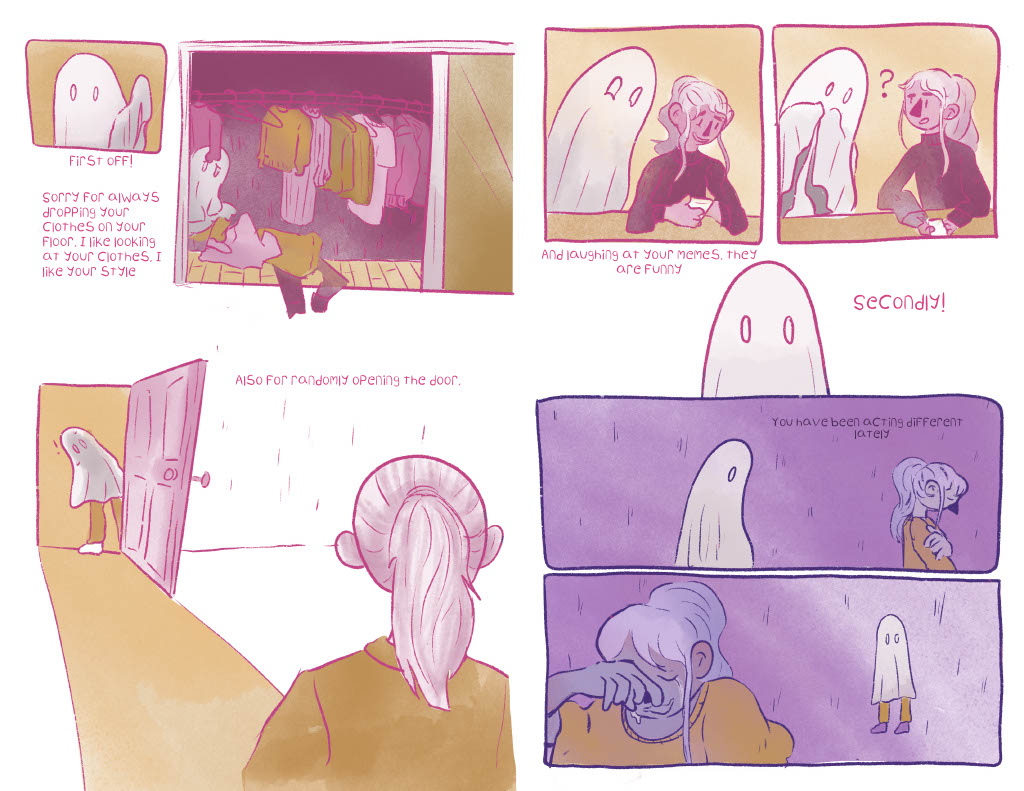 First off!
Sorry for always
dropping your
clothes on your
floor. I like looking
at your clothes. I
like your style
Also for randomly opening the door.
And laughing at your memes. they
are funny
?
Secondly!
You have been acting different
lately